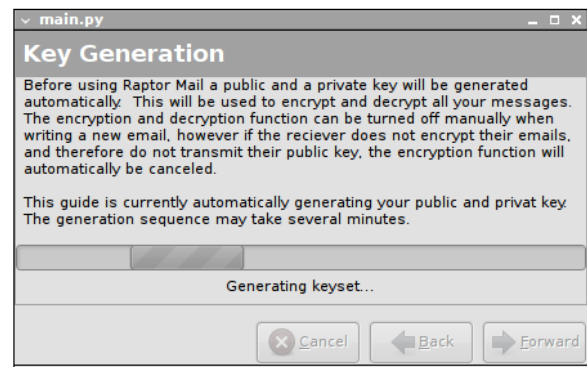 main.py
Key Generation
Before using Raptor Mail a public and a private key will be generated
automatically. This will be used to encrypt and decrypt all your messages.
The encryption and decryption function can be turned off manually when
writing a new email, however if the reciever does not encrypt their emails,
and therefore do not transmit their public key, the encryption function will
automatically be canceled.
This guide is currently automatically generating your public and privat key.
The generation sequence may take several minutes.
Generating keyset...
Cancel Back Forward